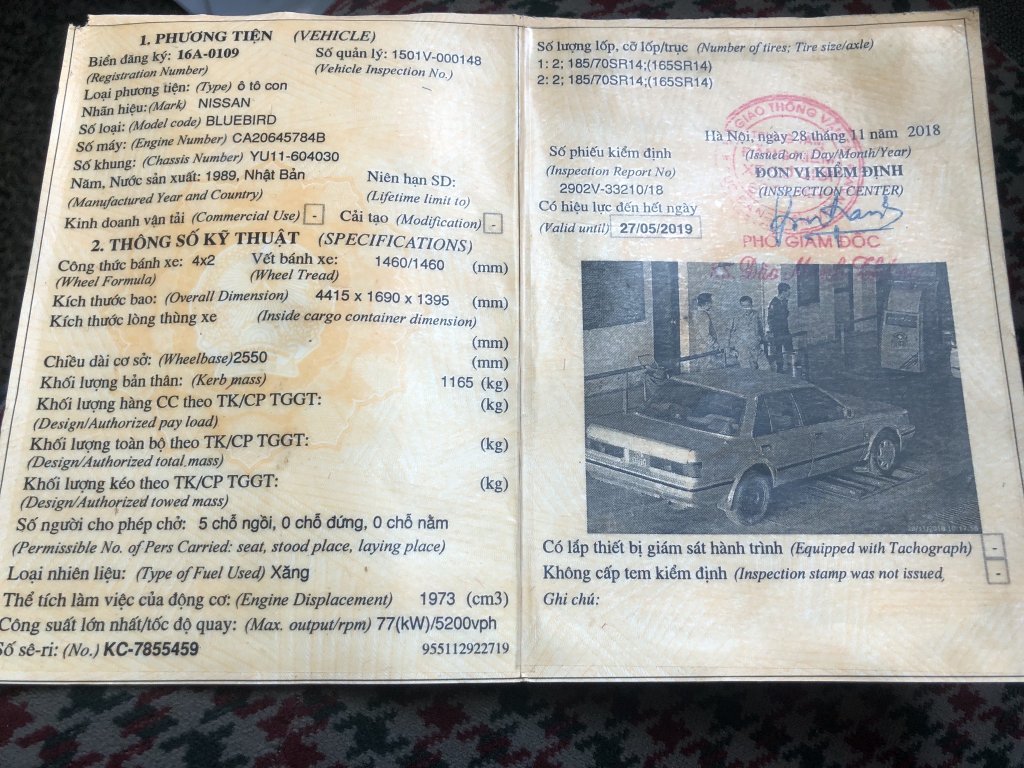 1. PHƯƠNG TIỆN (VEHICLE)
Biển đăng ký: 16A-0109 Số quản lý: 1501V-000148
(Registration Number) (Vehicle Inspection No.)
Loại phương tiện: (Type) ô tô con
Nhãn hiệu: (Mark) NISSAN
Số loại: (Model code) BLUEBIRD
Số máy: (Engine Number) CA20645784B
Số khung: (Chassis Number) YU11-604030
Năm, Nước sản xuất: 1989, Nhật Bản Niên hạn SD:
(Manufactured Year and Country) (Lifetime limit to)
Kinh doanh vận tải (Commercial Use) - Cải tạo (Modification) -
2. THÔNG SỐ KỸ THUẬT (SPECIFICATIONS)
Công thức bánh xe: 4x2 Vết bánh xe: 1460/1460 (mm)
(Wheel Formula) (Wheel Tread)
Kích thước bao: (Overall Dimension) 4415 x 1690 x 1395 (mm)
Kích thước lòng thùng xe (Inside cargo container dimension)
(mm)
Chiều dài cơ sở: (Wheelbase) 2550 (mm)
Khối lượng bản thân: (Kerb mass) 1165 (kg)
Khối lượng hàng CC theo TK/CP TGGT: (kg)
(Design/Authorized pay load)
Khối lượng toàn bộ theo TK/CP TGGT: (kg)
(Design/Authorized total mass)
Khối lượng kéo theo TK/CP TGGT: (kg)
(Design/Authorized towed mass)
Số người cho phép chở: 5 chỗ ngồi, 0 chỗ đứng, 0 chỗ nằm
(Permissible No. of Pers Carried: seat, stood place, laying place)
Loại nhiên liệu: (Type of Fuel Used) Xăng
Thể tích làm việc của động cơ: (Engine Displacement) 1973 (cm3)
Công suất lớn nhất/tốc độ quay: (Max. output/rpm) 77(kW)/5200vph
Số sê-ri: (No.) KC-7855459 955112922719
Số lượng lốp, cỡ lốp/trục (Number of tires; Tire size/axle)
1: 2; 185/70SR14;(165SR14)
2: 2; 185/70SR14;(165SR14)
GIAO THÔNG V
Hà Nội, ngày 28 tháng 11 năm 2018
Số phiếu kiểm định (Issued on: Day/Month/Year)
(Inspection Report No) ĐƠN VỊ KIỂM ĐỊNH
2902V-33210/18 (INSPECTION CENTER)
Có hiệu lực đến hết ngày
(Valid until) 27/05/2019
PHÓ GIÁM ĐỐC
Có lắp thiết bị giám sát hành trình (Equipped with Tachograph) -
Không cấp tem kiểm định (Inspection stamp was not issued) -
Ghi chú: